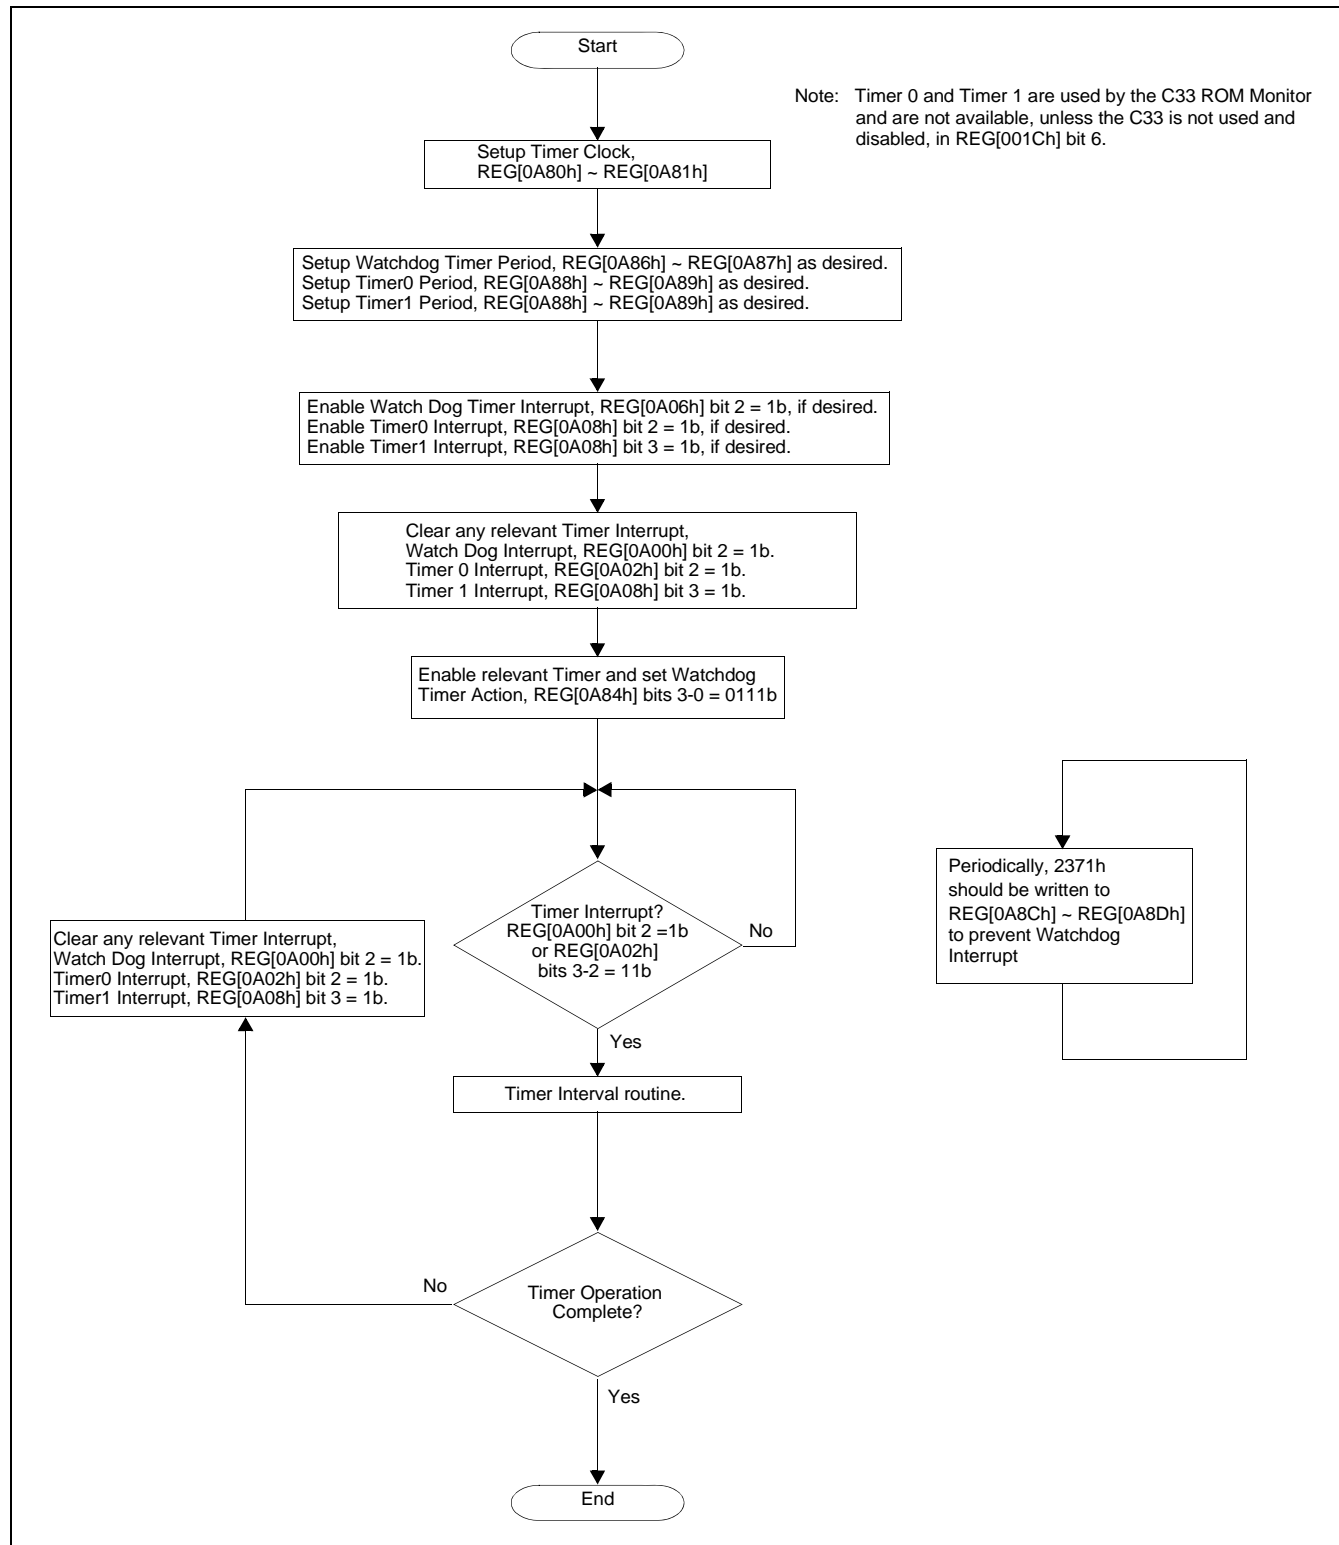 Start
Note: Timer 0 and Timer 1 are used by the C33 ROM Monitor
and are not available, unless the C33 is not used and
disabled, in REG[001Ch] bit 6.
Setup Timer Clock,
REG[0A80h] ~ REG[0A81h]
Setup Watchdog Timer Period, REG[0A86h] ~ REG[0A87h] as desired.
Setup Timer0 Period, REG[0A88h] ~ REG[0A89h] as desired.
Setup Timer1 Period, REG[0A88h] ~ REG[0A89h] as desired.
Enable Watch Dog Timer Interrupt, REG[0A06h] bit 2 = 1b, if desired.
Enable Timer0 Interrupt, REG[0A08h] bit 2 = 1b, if desired.
Enable Timer1 Interrupt, REG[0A08h] bit 3 = 1b, if desired.
Clear any relevant Timer Interrupt,
Watch Dog Interrupt, REG[0A00h] bit 2 = 1b.
Timer 0 Interrupt, REG[0A02h] bit 2 = 1b.
Timer 1 Interrupt, REG[0A08h] bit 3 = 1b.
Enable relevant Timer and set Watchdog
Timer Action, REG[0A84h] bits 3-0 = 0111b
Timer Interrupt?
REG[0A00h] bit 2 =1b
or REG[0A02h]
bits 3-2 = 11b
No
Yes
Clear any relevant Timer Interrupt,
Watch Dog Interrupt, REG[0A00h] bit 2 = 1b.
Timer0 Interrupt, REG[0A02h] bit 2 = 1b.
Timer1 Interrupt, REG[0A08h] bit 3 = 1b.
Periodically, 2371h
should be written to
REG[0A8Ch] ~ REG[0A8Dh]
to prevent Watchdog
Interrupt
Timer Interval routine.
No
Timer Operation
Complete?
Yes
End